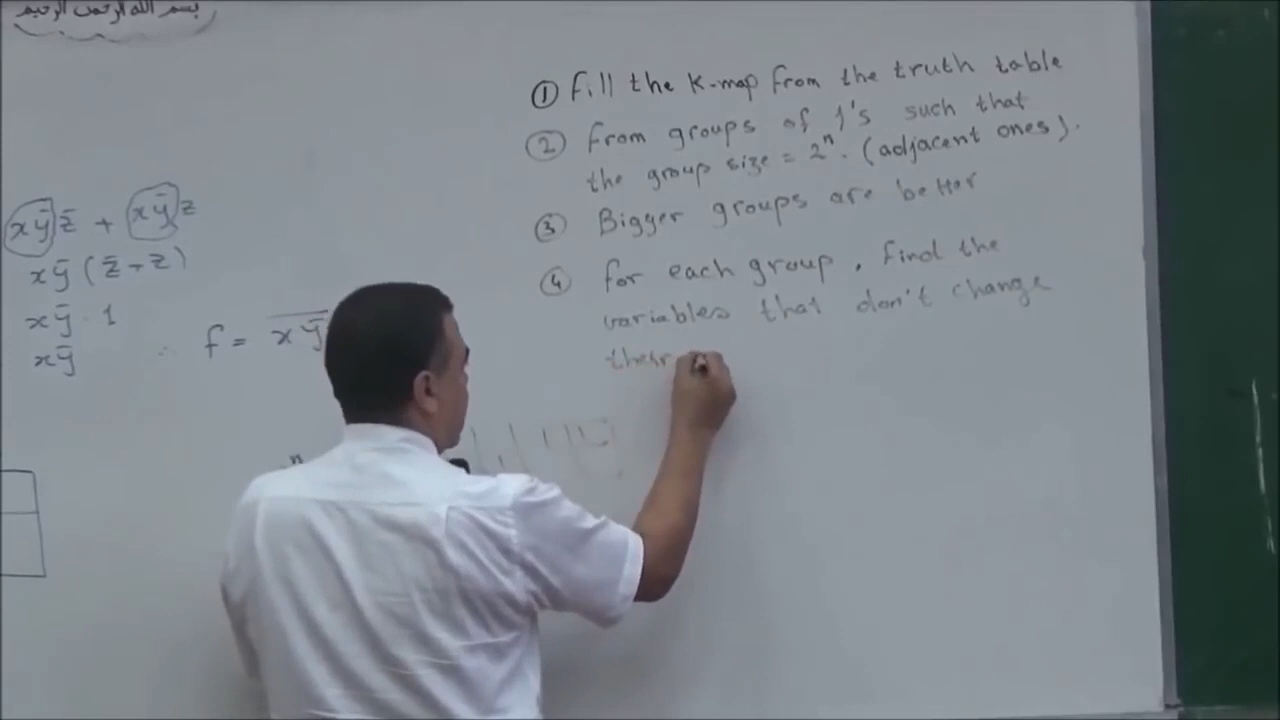 بسم الله الرحمن الرحيم
① Fill the K-map from the truth table
② From groups of 1's such that
the group size = 2ⁿ. (adjacent ones).
③ Bigger groups are better
④ For each group, find the
variables that don't change
their
xȳz̄ + xȳz
xȳ(z̄+z)
xȳ · 1
xȳ
∴ f = xȳ
n